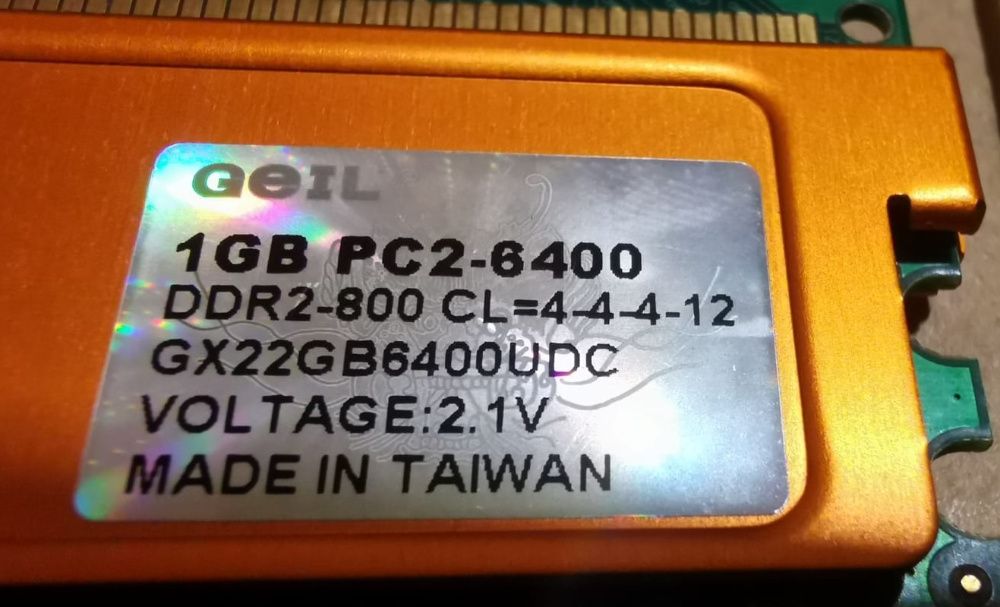 GeIL
1GB PC2-6400
DDR2-800 CL=4-4-4-12
GX22GB6400UDC
VOLTAGE:2.1V
MADE IN TAIWAN